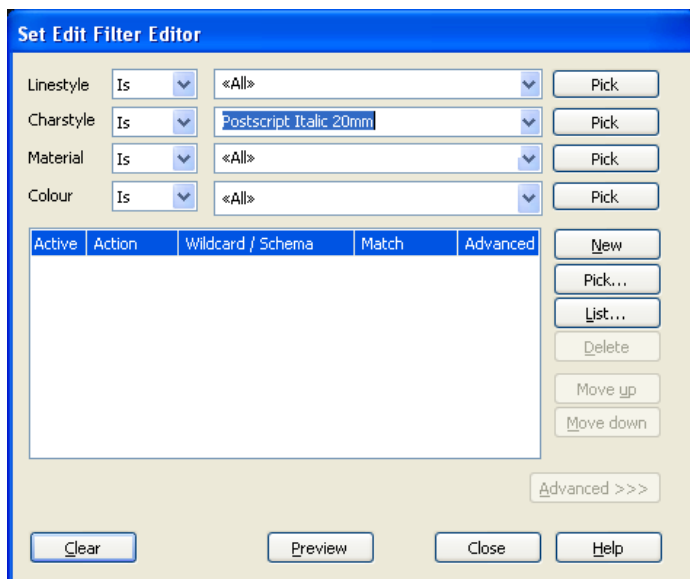 Set Edit Filter Editor
Linestyle Is «All» Pick
Charstyle Is Postscript Italic 20mm Pick
Material Is «All» Pick
Colour Is «All» Pick
Active Action Wildcard / Schema Match Advanced New
Pick...
List...
Delete
Move up
Move down
Advanced >>>
Clear Preview Close Help